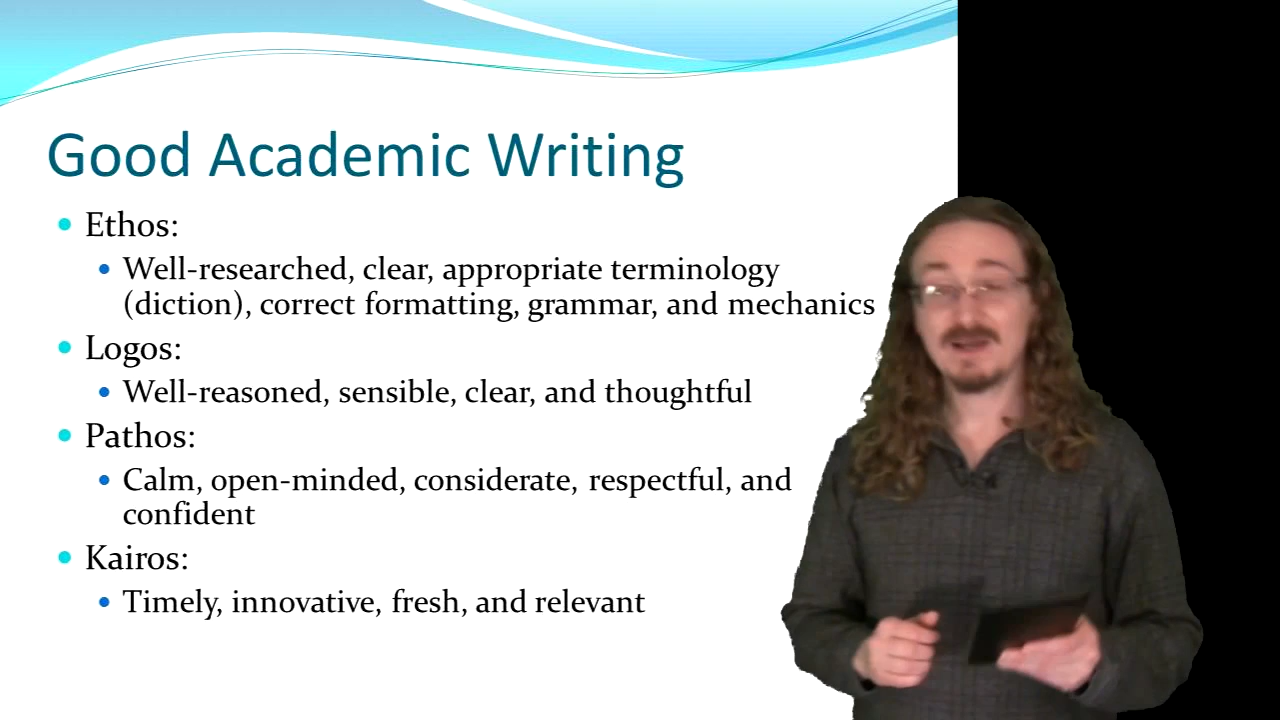 Good Academic Writing
Ethos:
Well-researched, clear, appropriate terminology
(diction), correct formatting, grammar, and mechanics
Logos:
Well-reasoned, sensible, clear, and thoughtful
Pathos:
Calm, open-minded, considerate, respectful, and
confident
Kairos:
Timely, innovative, fresh, and relevant